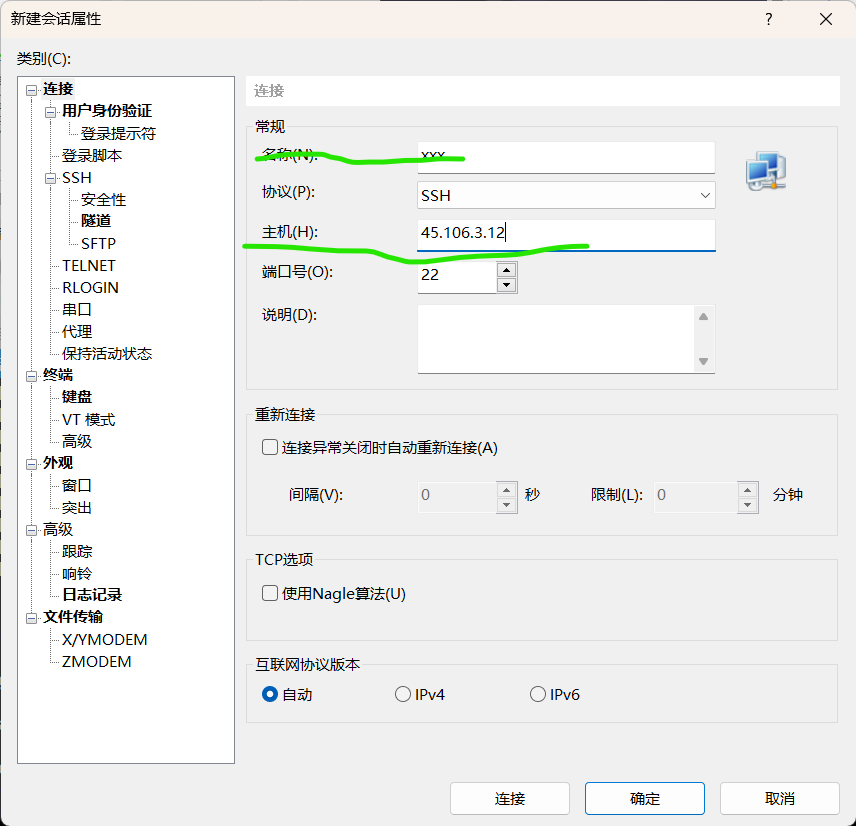 新建会话属性
?
类别(C):
连接
用户身份验证
登录提示符
登录脚本
SSH
安全性
隧道
SFTP
TELNET
RLOGIN
串口
代理
保持活动状态
终端
键盘
VT 模式
高级
外观
窗口
突出
高级
跟踪
响铃
日志记录
文件传输
X/YMODEM
ZMODEM
连接
常规
名称(N): xxx
协议(P): SSH
主机(H): 45.106.3.12
端口号(O): 22
说明(D):
重新连接
连接异常关闭时自动重新连接(A)
间隔(V): 0 秒 限制(L): 0 分钟
TCP选项
使用Nagle算法(U)
互联网协议版本
自动 IPv4 IPv6
连接 确定 取消